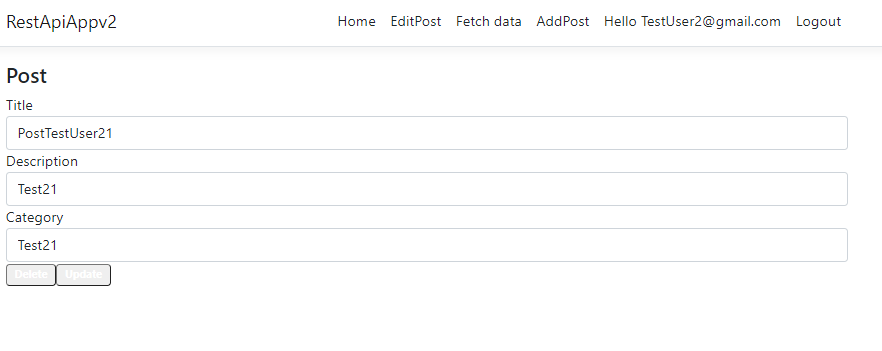 RestApiAppv2 Home EditPost Fetch data AddPost Hello TestUser2@gmail.com Logout
Post
Title
PostTestUser21
Description
Test21
Category
Test21
Delete Update